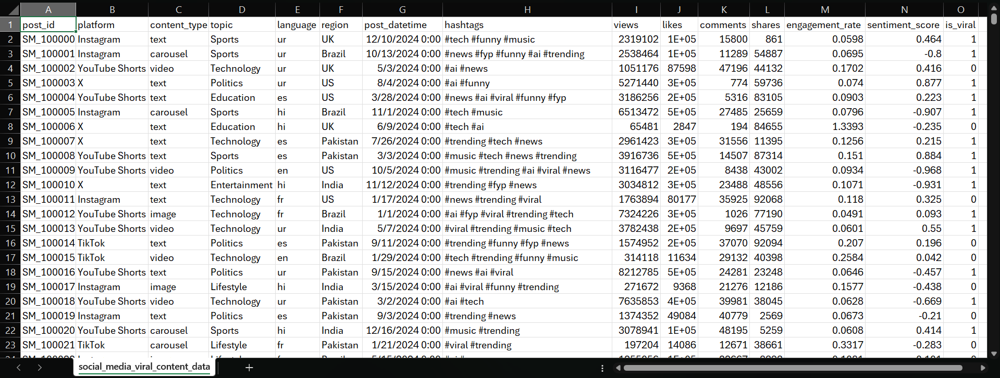 A B C D E F G H I J K L M N O
1 post_id platform content_type topic language region post_datetime hashtags views likes comments shares engagement_rate sentiment_score is_viral
2 SM_100000 Instagram text Sports ur UK 12/10/2024 0:00 #tech #funny #music 2319102 1E+05 15800 861 0.0598 0.464 1
3 SM_100001 Instagram carousel Sports ur Brazil 10/13/2024 0:00 #news #fyp #funny #ai #trending 2538464 1E+05 11289 54887 0.0695 -0.8 1
4 SM_100002 YouTube Shorts video Technology ur UK 5/3/2024 0:00 #ai #news 1051176 87598 47196 44132 0.1702 0.416 0
5 SM_100003 X text Politics ur US 8/4/2024 0:00 #ai #funny 5271440 3E+05 774 59736 0.074 0.877 1
6 SM_100004 YouTube Shorts text Education es US 3/28/2024 0:00 #news #ai #viral #funny #fyp 3186256 2E+05 5316 83105 0.0903 0.223 1
7 SM_100005 Instagram carousel Sports hi Brazil 11/1/2024 0:00 #tech #music 6513472 5E+05 27485 25659 0.0796 -0.907 1
8 SM_100006 X text Education hi UK 6/9/2024 0:00 #tech #ai 65481 2847 194 84655 1.3393 -0.235 0
9 SM_100007 X text Technology es Pakistan 7/26/2024 0:00 #trending #tech #news 2961423 3E+05 31556 11395 0.1256 0.215 1
10 SM_100008 YouTube Shorts text Sports es Pakistan 3/3/2024 0:00 #music #tech #news #trending 3916736 5E+05 14507 87314 0.151 0.884 1
11 SM_100009 YouTube Shorts video Politics en US 10/5/2024 0:00 #music #trending #ai #viral #news 3116477 2E+05 8438 43002 0.0934 -0.968 1
12 SM_100010 X text Entertainment hi India 11/12/2024 0:00 #trending #fyp #news 3034812 3E+05 23488 48556 0.1071 -0.931 1
13 SM_100011 Instagram text Technology fr US 1/17/2024 0:00 #news #trending #viral 1763894 80177 35925 92068 0.118 0.325 0
14 SM_100012 YouTube Shorts image Technology fr Brazil 1/1/2024 0:00 #ai #fyp #viral #trending #tech 7324226 3E+05 1026 77190 0.0491 0.093 1
15 SM_100013 YouTube Shorts video Technology ur India 5/7/2024 0:00 #viral #trending #music #tech 3782438 2E+05 9697 45759 0.0601 0.55 1
16 SM_100014 TikTok text Politics es Pakistan 9/11/2024 0:00 #trending #funny #fyp #news 1574952 2E+05 37070 92094 0.207 0.196 0
17 SM_100015 TikTok video Technology en Brazil 1/29/2024 0:00 #tech #trending #funny #music 314118 11634 29132 40398 0.2584 0.042 0
18 SM_100016 YouTube Shorts text Politics ur Pakistan 9/15/2024 0:00 #news #ai #viral 8212785 5E+05 24281 23248 0.0646 -0.457 1
19 SM_100017 Instagram image Lifestyle hi India 3/15/2024 0:00 #ai #viral #funny #trending 271672 9368 21276 12186 0.1577 -0.438 0
20 SM_100018 YouTube Shorts video Technology ur Pakistan 3/2/2024 0:00 #ai #tech 7635853 4E+05 39981 38045 0.0628 -0.669 1
21 SM_100019 Instagram text Politics es Pakistan 9/3/2024 0:00 #trending #news 1374352 49084 40779 2569 0.0673 -0.21 0
22 SM_100020 YouTube Shorts carousel Sports hi India 12/16/2024 0:00 #music #trending 3078941 1E+05 48195 5259 0.0608 0.414 1
23 SM_100021 TikTok carousel Lifestyle fr Pakistan 1/21/2024 0:00 #viral #trending 197204 14086 12671 38661 0.3317 -0.283 0
social_media_viral_content_data